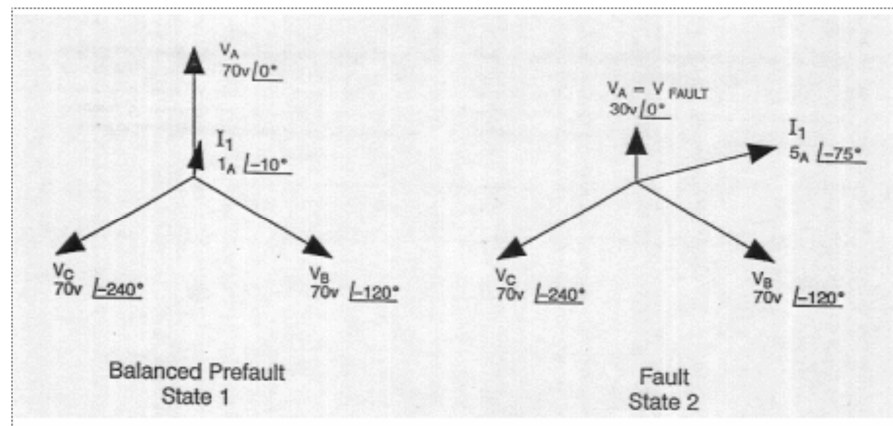 VA
70v/0°
I1
1A /-10°
VC
70v /-240°
VB
70v /-120°
Balanced Prefault
State 1
VA = V FAULT
30v/0°
I1
5A /-75°
VC
70v /-240°
VB
70v /-120°
Fault
State 2